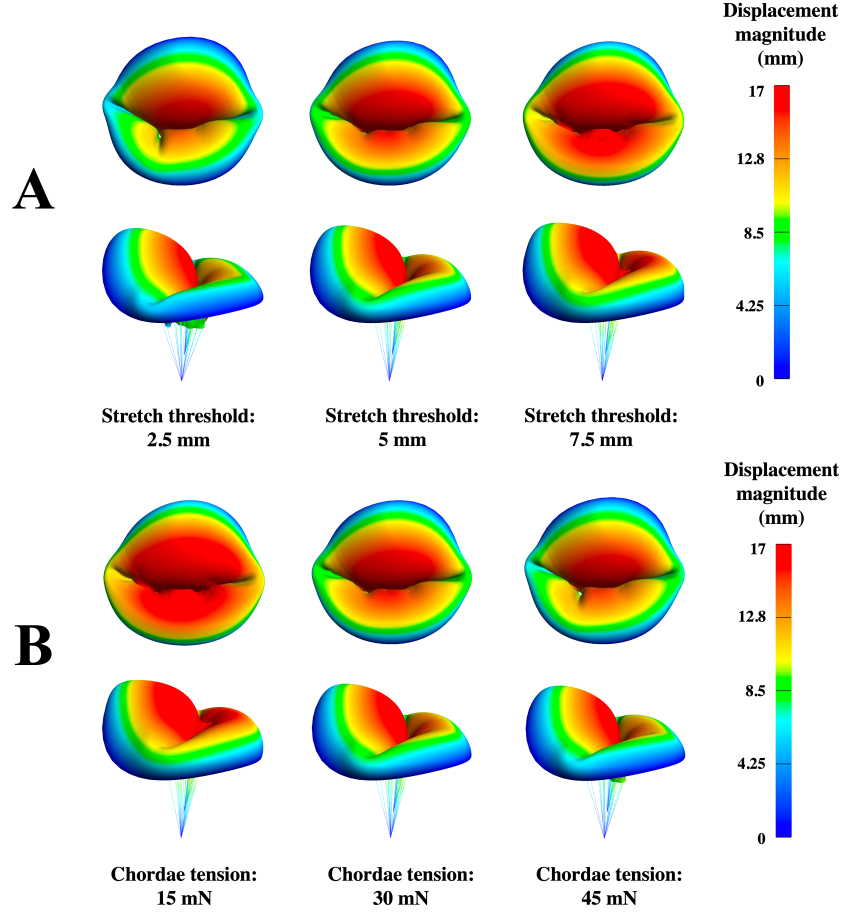 Displacement
magnitude
(mm)
17
12.8
8.5
4.25
0
A
Stretch threshold:
2.5 mm
Stretch threshold:
5 mm
Stretch threshold:
7.5 mm
Displacement
magnitude
(mm)
17
12.8
8.5
4.25
0
B
Chordae tension:
15 mN
Chordae tension:
30 mN
Chordae tension:
45 mN